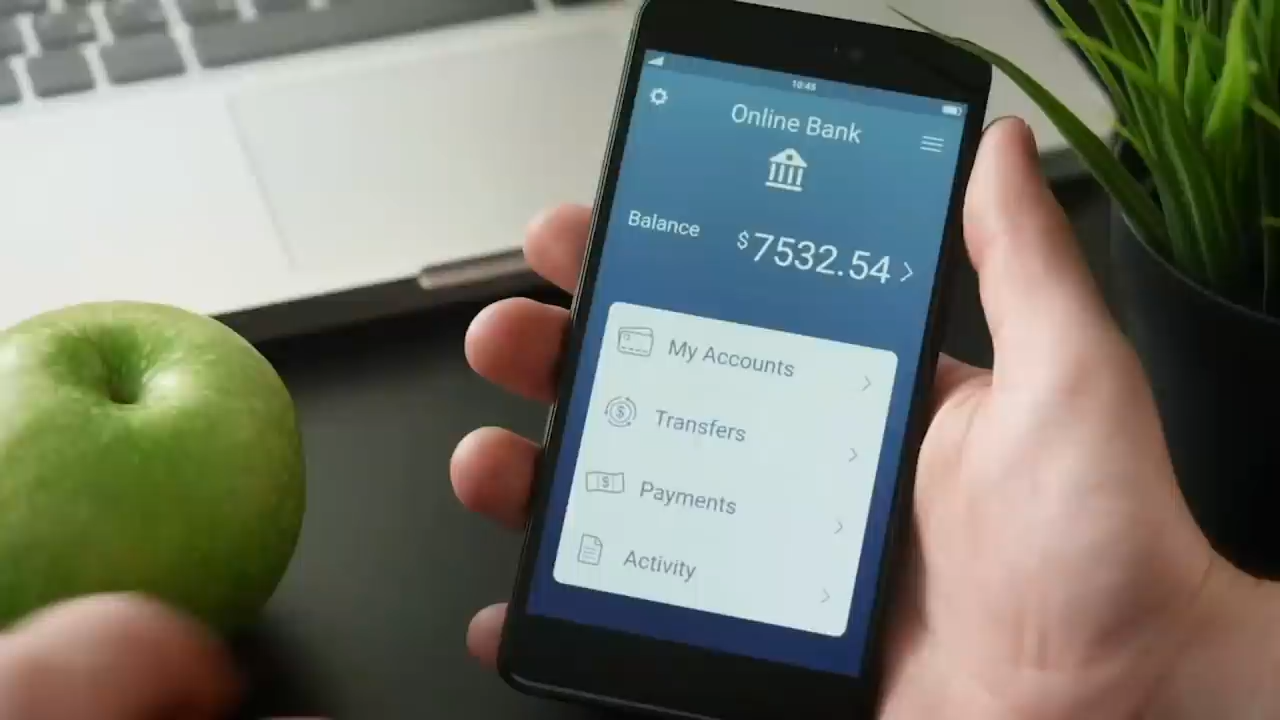 10:45
Online Bank
Balance $7532.54
My Accounts
Transfers
Payments
Activity